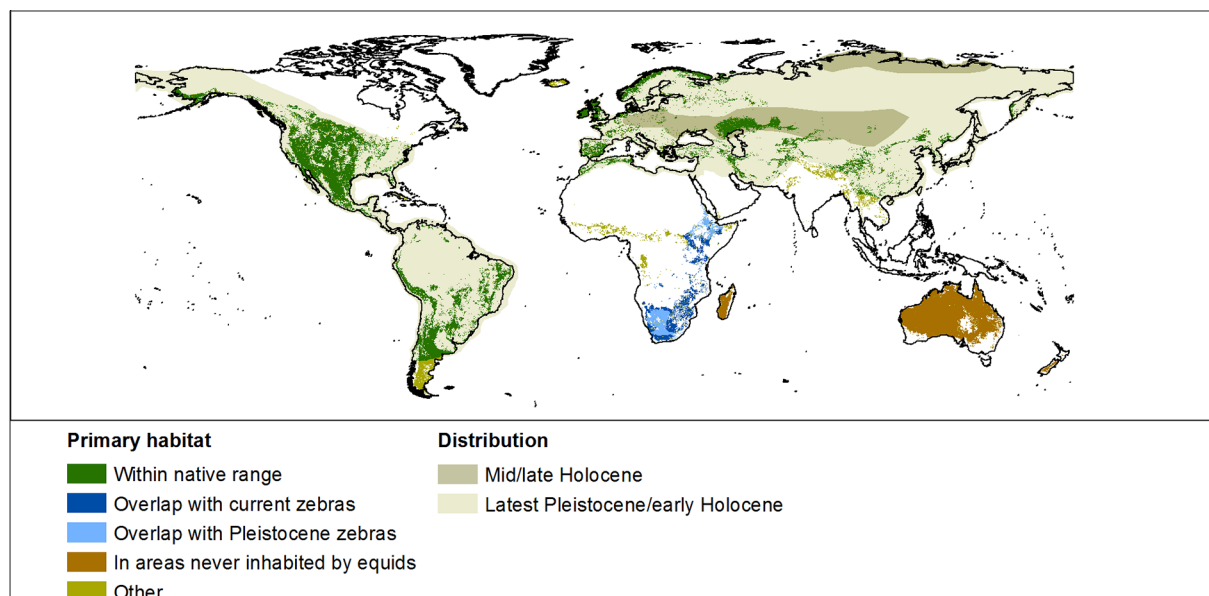 Primary habitat
Within native range
Overlap with current zebras
Overlap with Pleistocene zebras
In areas never inhabited by equids
Other
Distribution
Mid/late Holocene
Latest Pleistocene/early Holocene